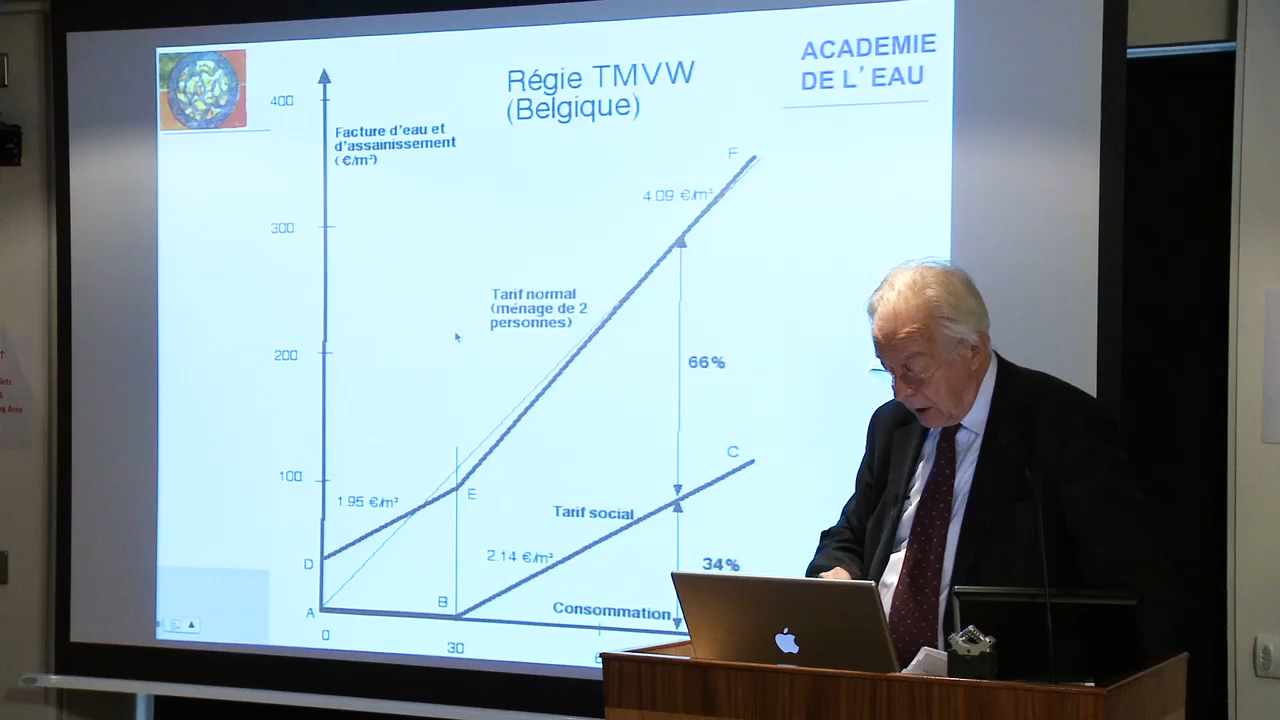 ACADEMIE
DE L' EAU
Régie TMVW
(Belgique)
400
Facture d'eau et
d'assainissement
(€/m³)
F
4.09 €/m³
300
Tarif normal
(ménage de 2
personnes)
200
66%
C
100
1.95 €/m³
E
Tarif social
2.14 €/m³
D
34%
B
Consommation
A
0
30